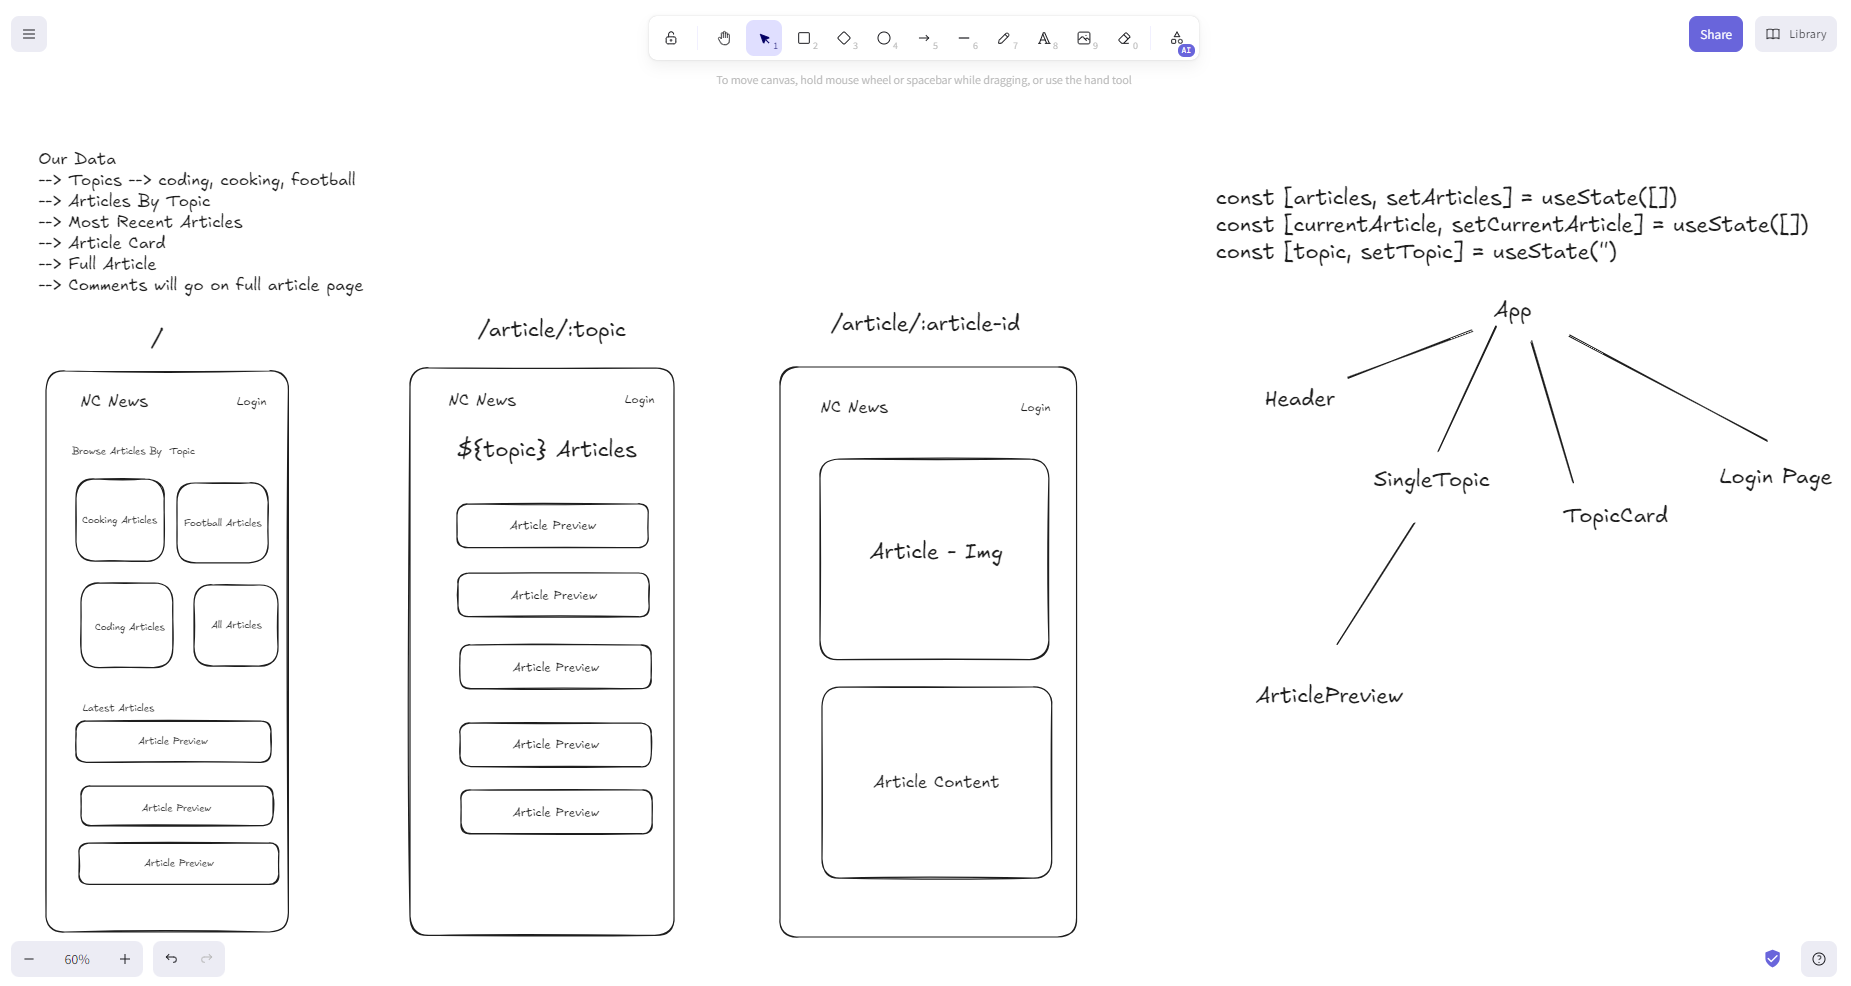 1
2
3
4
5
6
7
8
9
0
AI
Share
Library
To move canvas, hold mouse wheel or spacebar while dragging, or use the hand tool
Our Data
--> Topics --> coding, cooking, football
--> Articles By Topic
--> Most Recent Articles
--> Article Card
--> Full Article
--> Comments will go on full article page
/
NC News
Login
Browse Articles By Topic
Cooking Articles
Football Articles
Coding Articles
All Articles
Latest Articles
Article Preview
Article Preview
Article Preview
/article/:topic
NC News
Login
${topic} Articles
Article Preview
Article Preview
Article Preview
Article Preview
Article Preview
/article/:article-id
NC News
Login
Article - Img
Article Content
const [articles, setArticles] = useState([])
const [currentArticle, setCurrentArticle] = useState([])
const [topic, setTopic] = useState('')
App
Header
SingleTopic
TopicCard
Login Page
ArticlePreview
60%